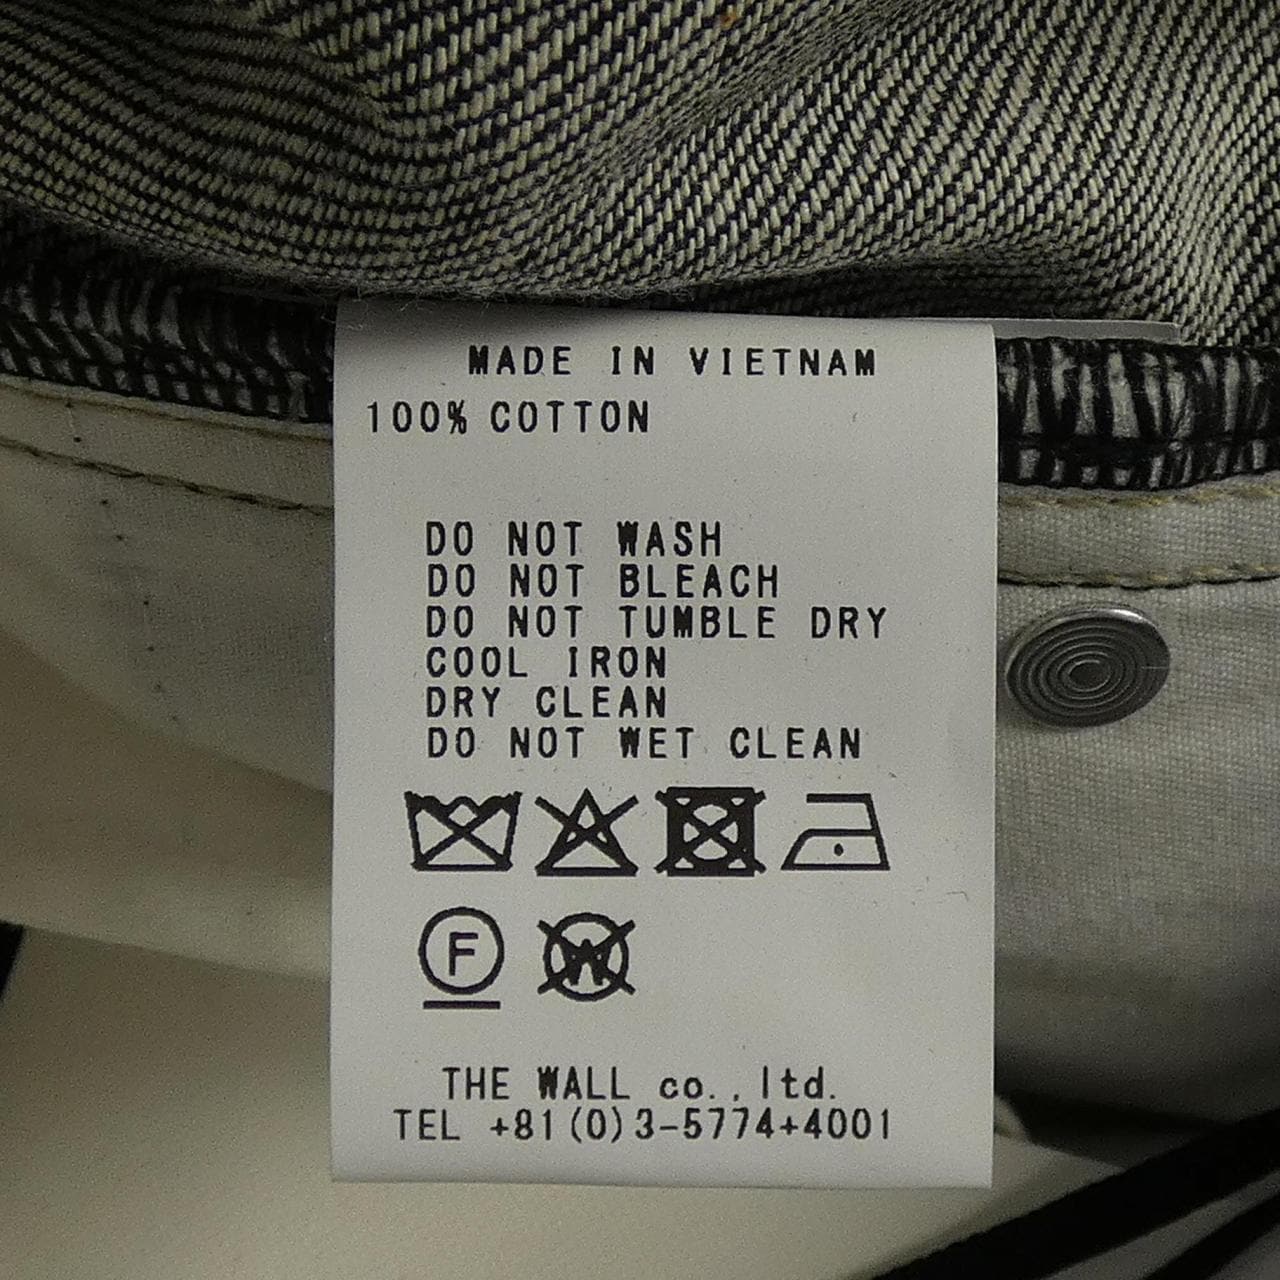 MADE IN VIETNAM
100% COTTON
DO NOT WASH
DO NOT BLEACH
DO NOT TUMBLE DRY
COOL IRON
DRY CLEAN
DO NOT WET CLEAN
F W
THE WALL co.,ltd.
TEL +81(0)3-5774+4001